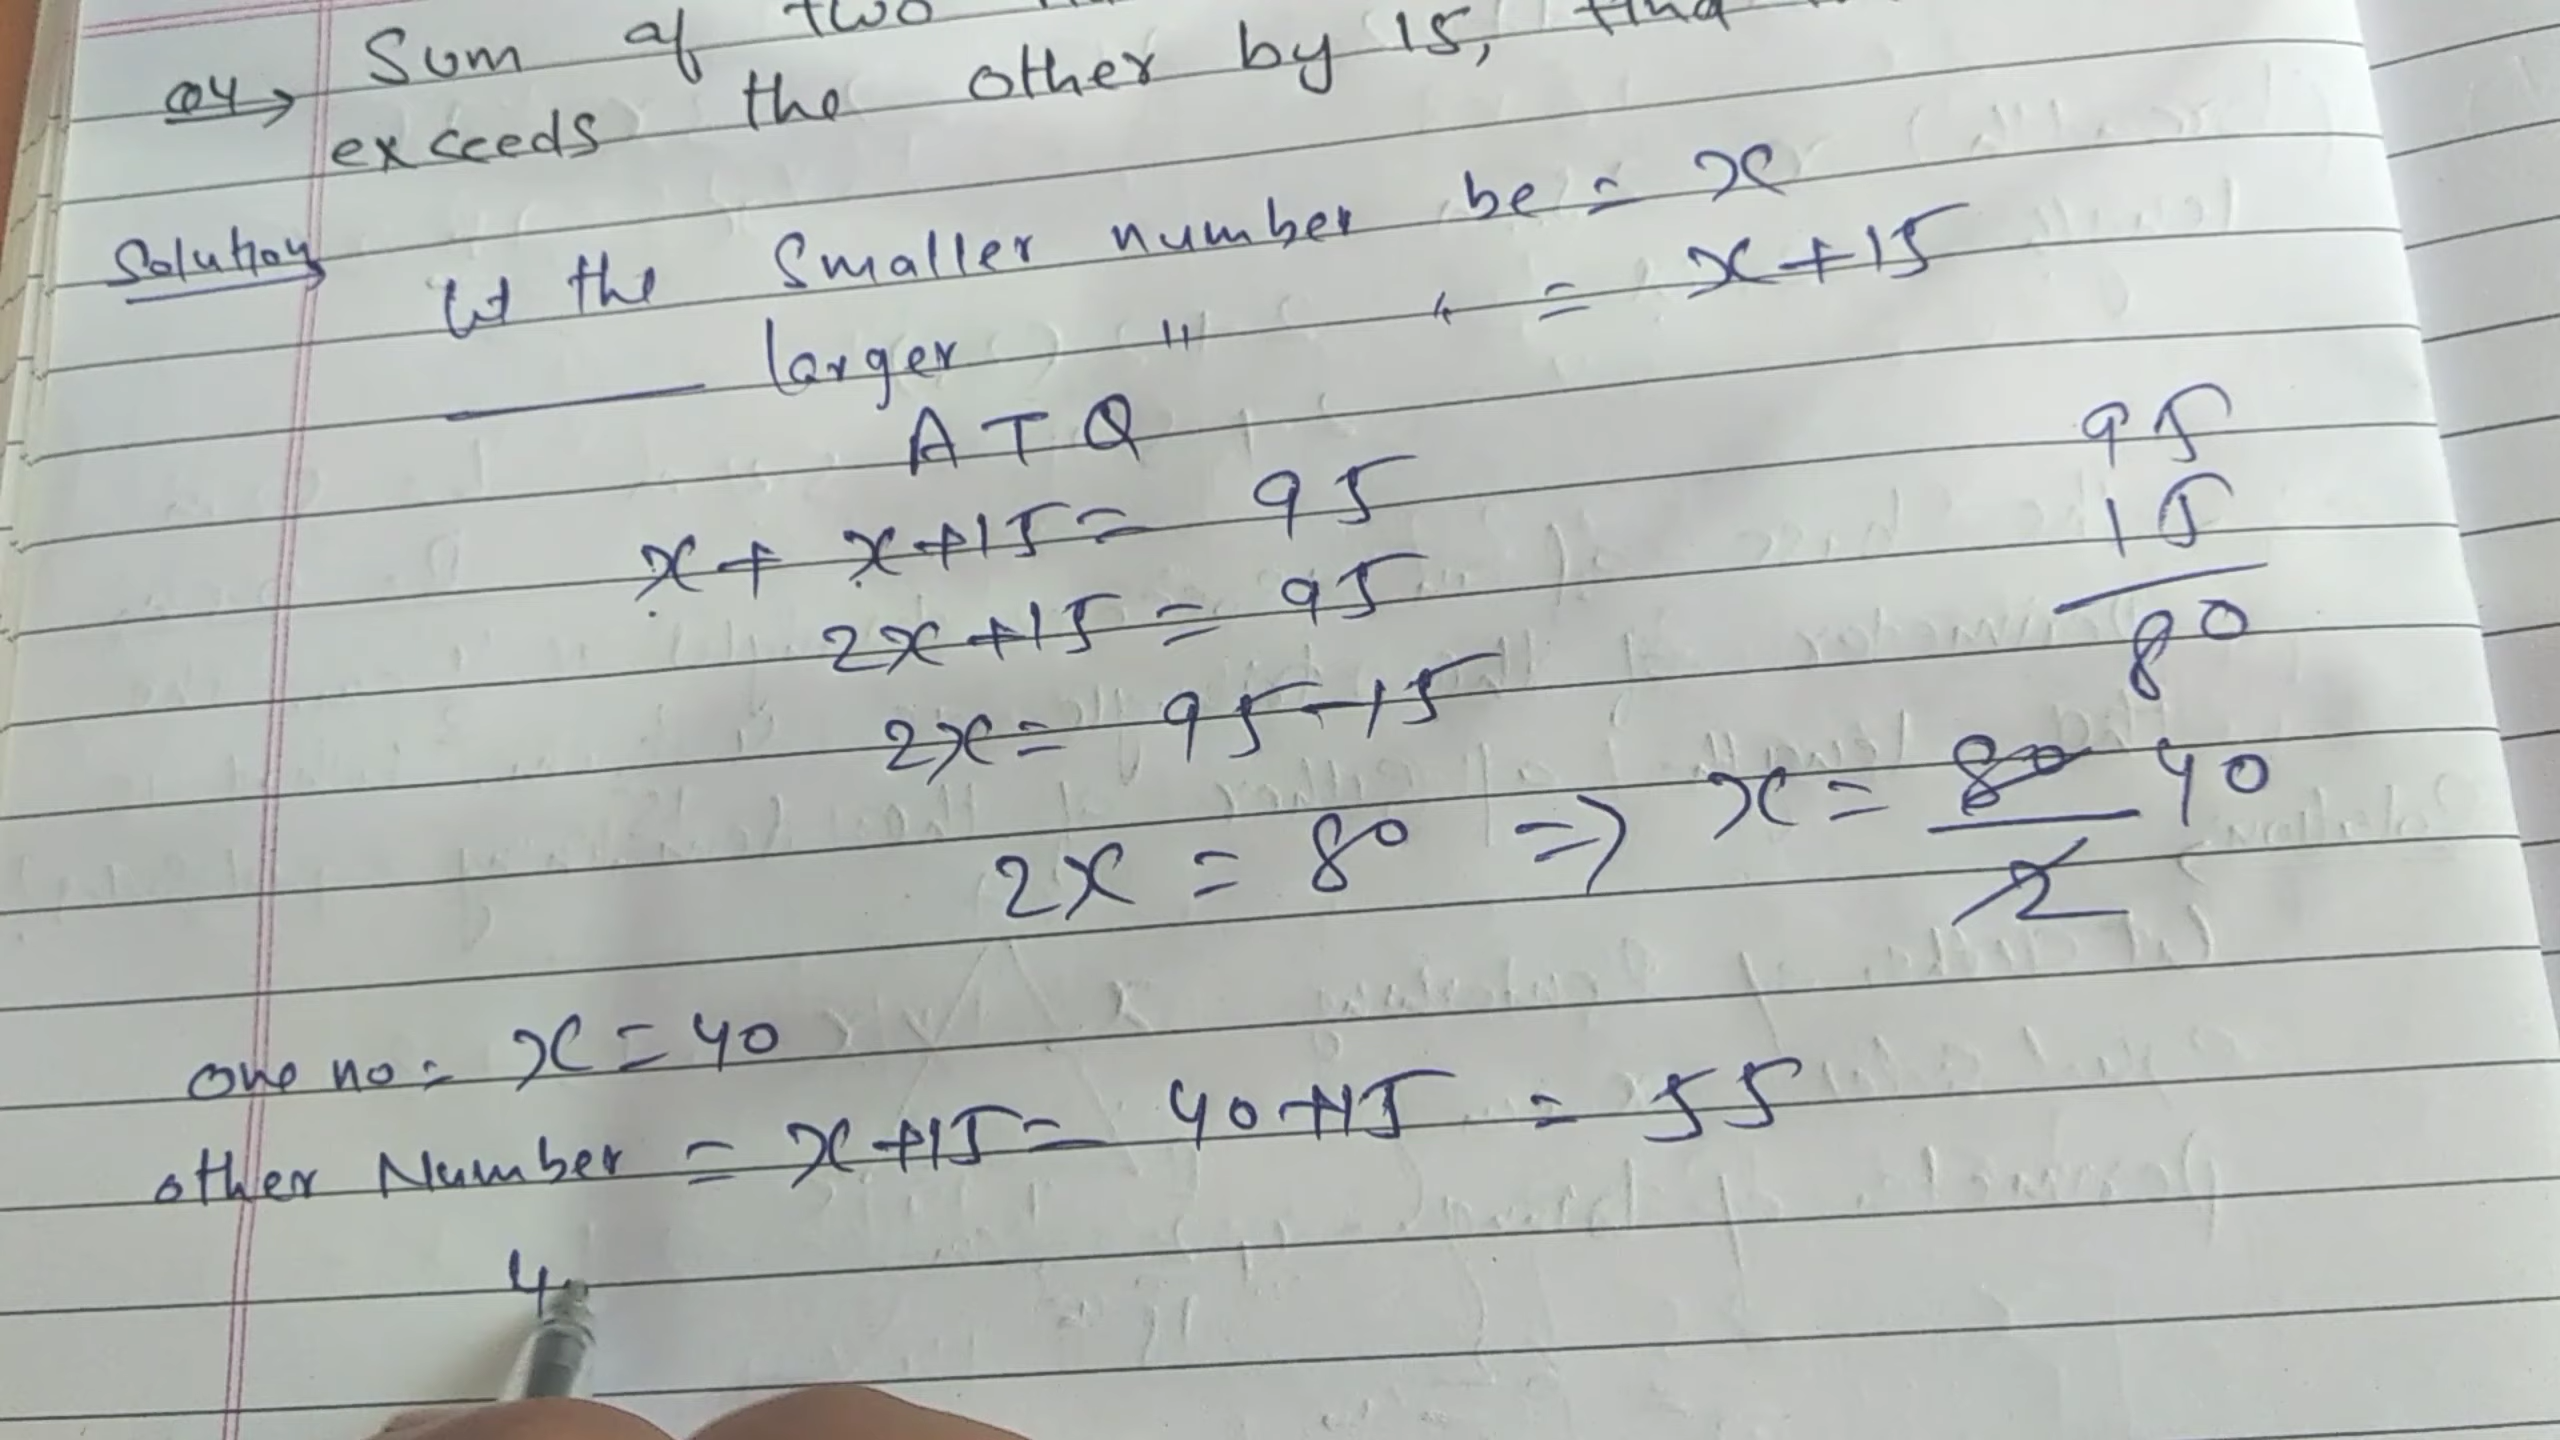 Q4→ Sum of two
exceeds the other by 15, find
Solution
let the smaller number be = x
—— larger " " = x+15
ATQ
x + x+15 = 95
2x+15 = 95
2x = 95-15
2x = 80 => x = 80/2 40
95
15
80
one no = x = 40
other Number = x+15 = 40+15 = 55
4